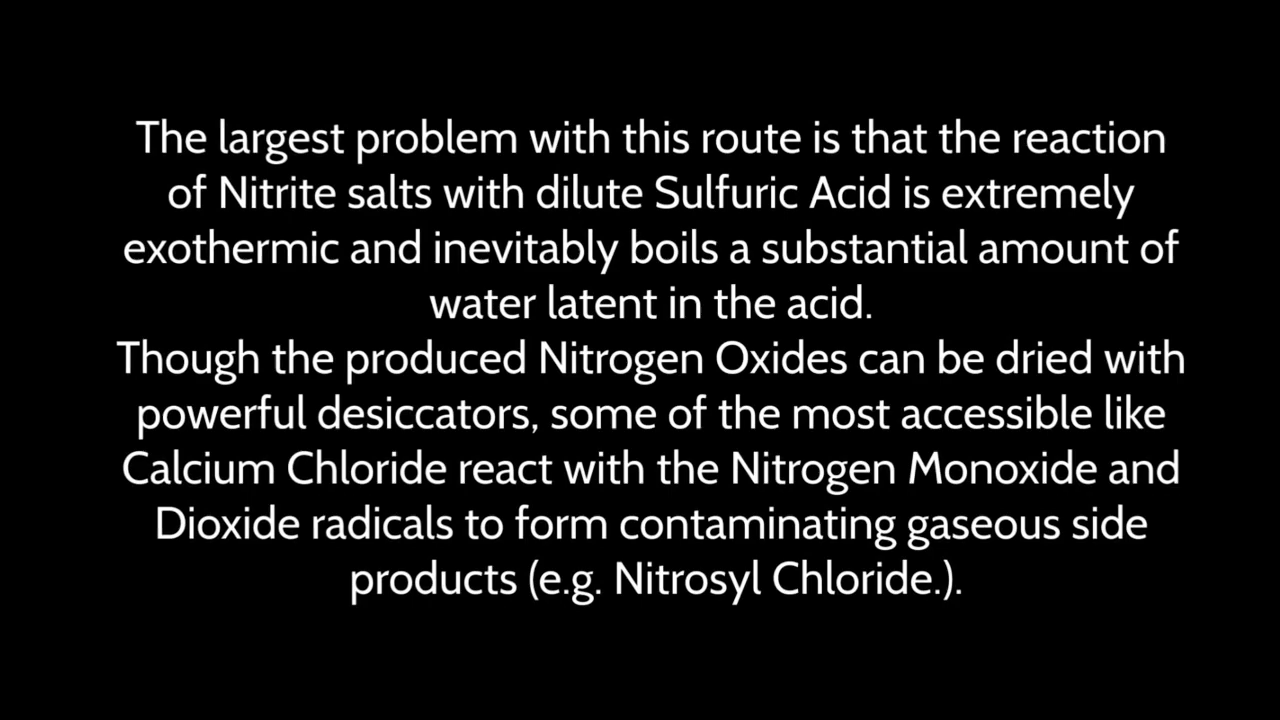 The largest problem with this route is that the reaction
of Nitrite salts with dilute Sulfuric Acid is extremely
exothermic and inevitably boils a substantial amount of
water latent in the acid.
Though the produced Nitrogen Oxides can be dried with
powerful desiccators, some of the most accessible like
Calcium Chloride react with the Nitrogen Monoxide and
Dioxide radicals to form contaminating gaseous side
products (e.g. Nitrosyl Chloride.).